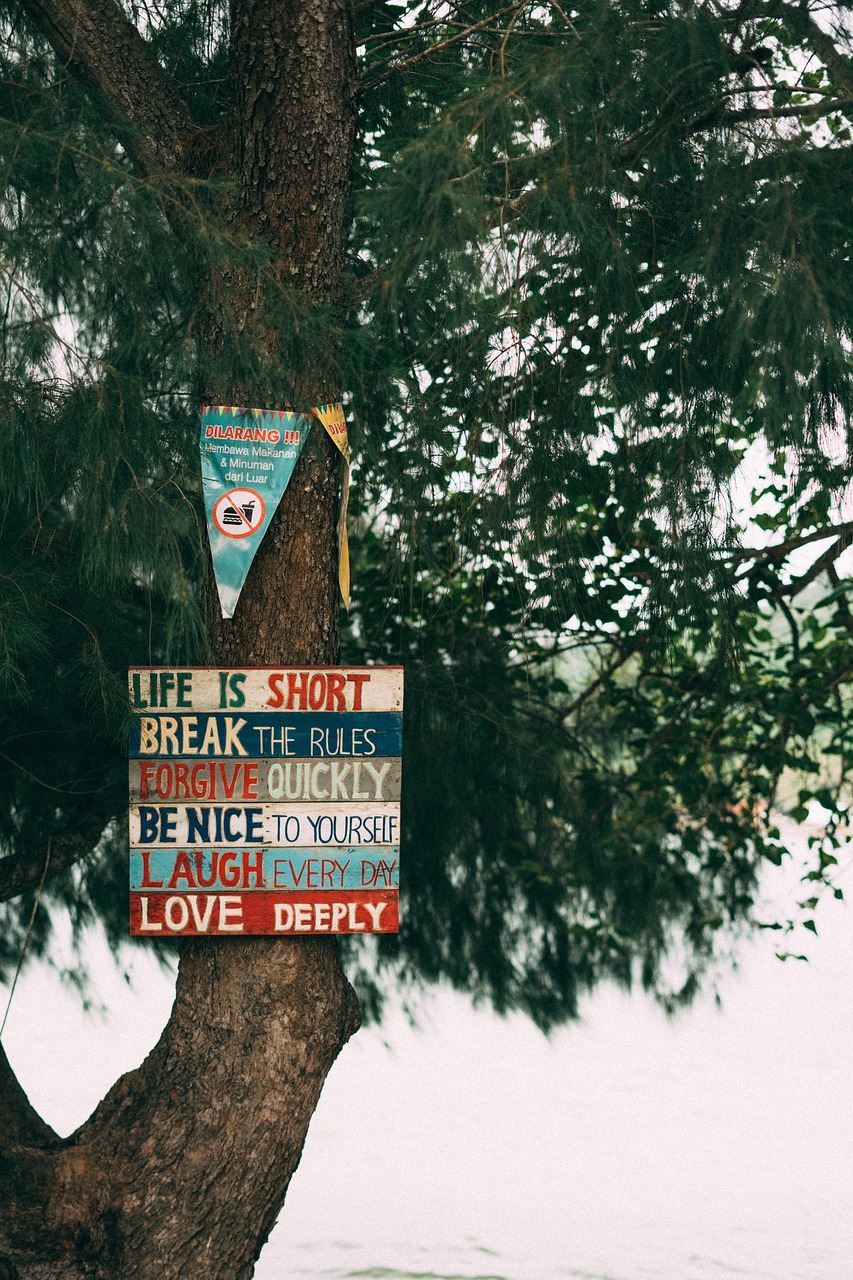 DILARANG !!!
Membawa Makanan
& Minuman
dari Luar
LIFE IS SHORT
BREAK THE RULES
FORGIVE QUICKLY
BE NICE TO YOURSELF
LAUGH EVERY DAY
LOVE DEEPLY